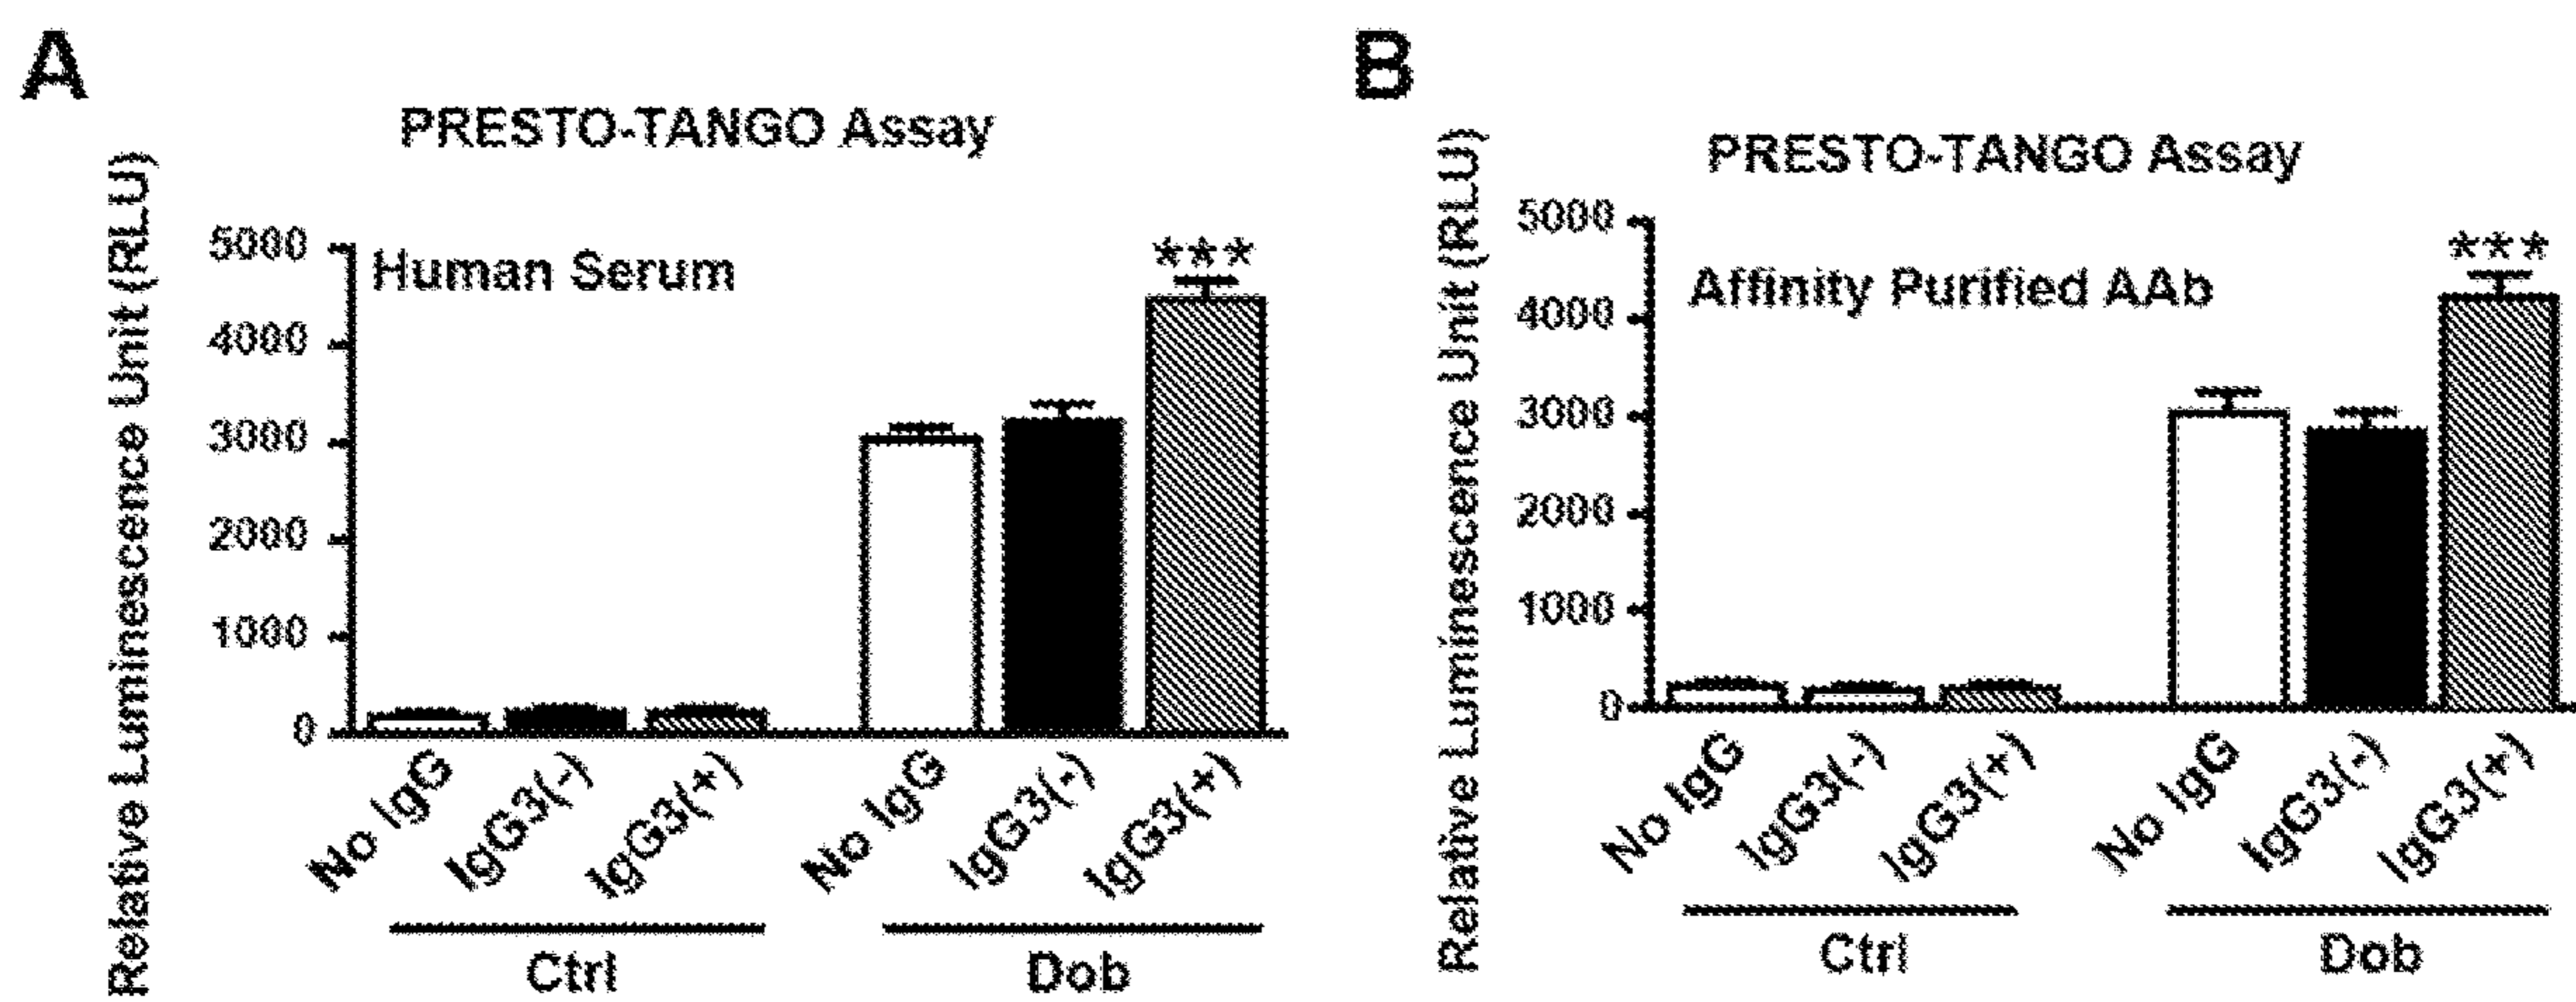 A
PRESTO-TANGO Assay
Relative Luminescence Unit (RLU)
Human Serum
***
5000
4000
3000
2000
1000
0
No IgG
IgG3(-)
IgG3(+)
No IgG
IgG3(-)
IgG3(+)
Ctrl
Dob
B
PRESTO-TANGO Assay
Relative Luminescence Unit (RLU)
Affinity Purified AAb
***
5000
4000
3000
2000
1000
0
No IgG
IgG3(-)
IgG3(+)
No IgG
IgG3(-)
IgG3(+)
Ctrl
Dob